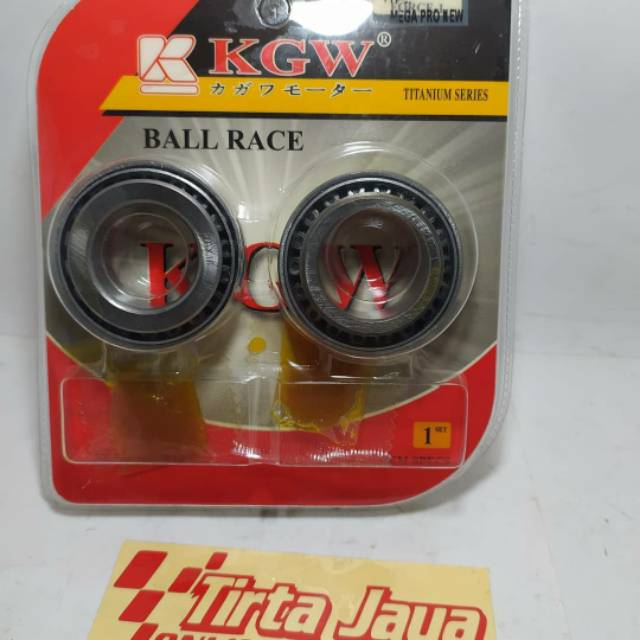 MEGA PRO NEW
KGW®
カガワモーター
TITANIUM SERIES
BALL RACE
KGW
1 SET
Tirta Jaya